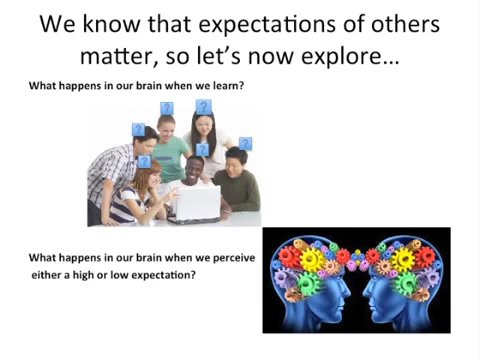 We know that expectations of others
matter, so let's now explore...
What happens in our brain when we learn?
?
?
?
?
?
?
What happens in our brain when we perceive
either a high or low expectation?